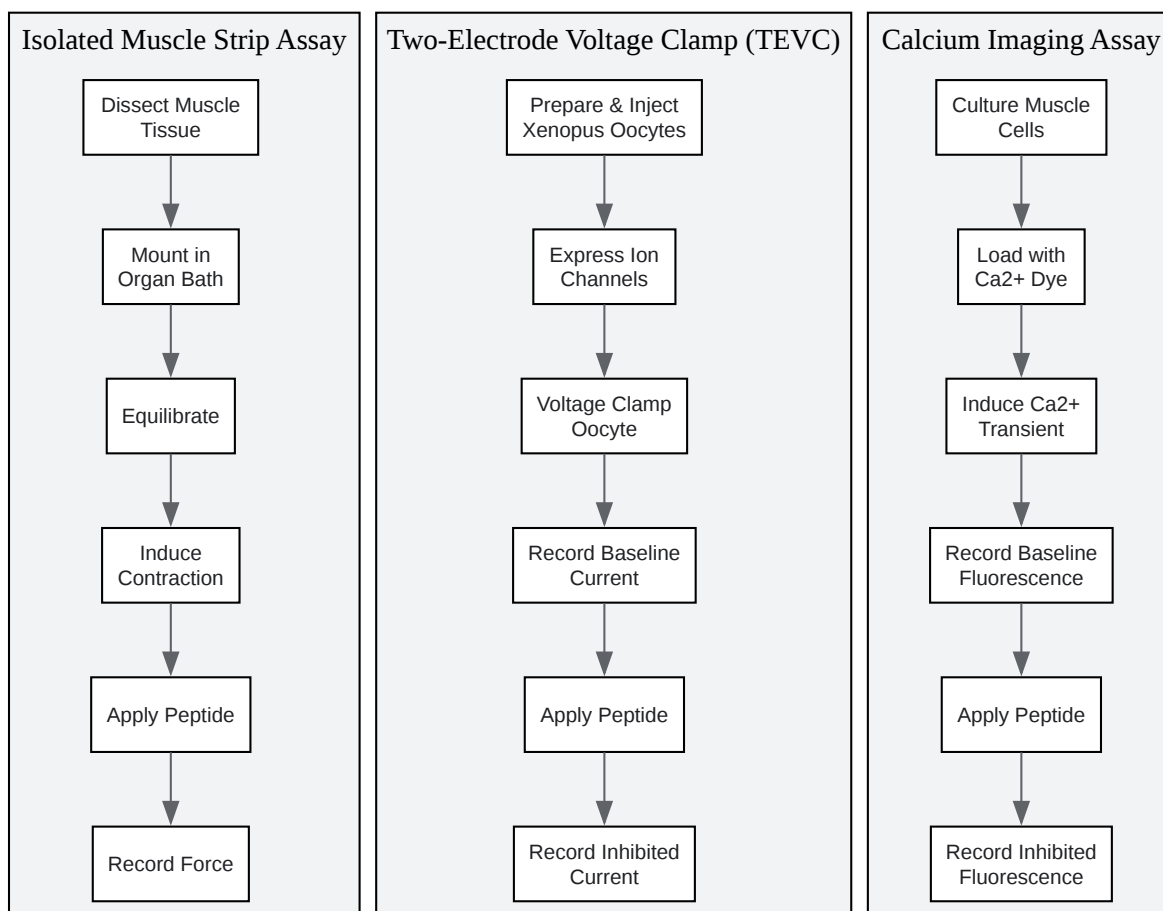 Isolated Muscle Strip Assay
Dissect Muscle
Tissue
Mount in
Organ Bath
Equilibrate
Induce
Contraction
Apply Peptide
Record Force
Two-Electrode Voltage Clamp (TEVC)
Prepare & Inject
Xenopus Oocytes
Express Ion
Channels
Voltage Clamp
Oocyte
Record Baseline
Current
Apply Peptide
Record Inhibited
Current
Calcium Imaging Assay
Culture Muscle
Cells
Load with
Ca2+ Dye
Induce Ca2+
Transient
Record Baseline
Fluorescence
Apply Peptide
Record Inhibited
Fluorescence